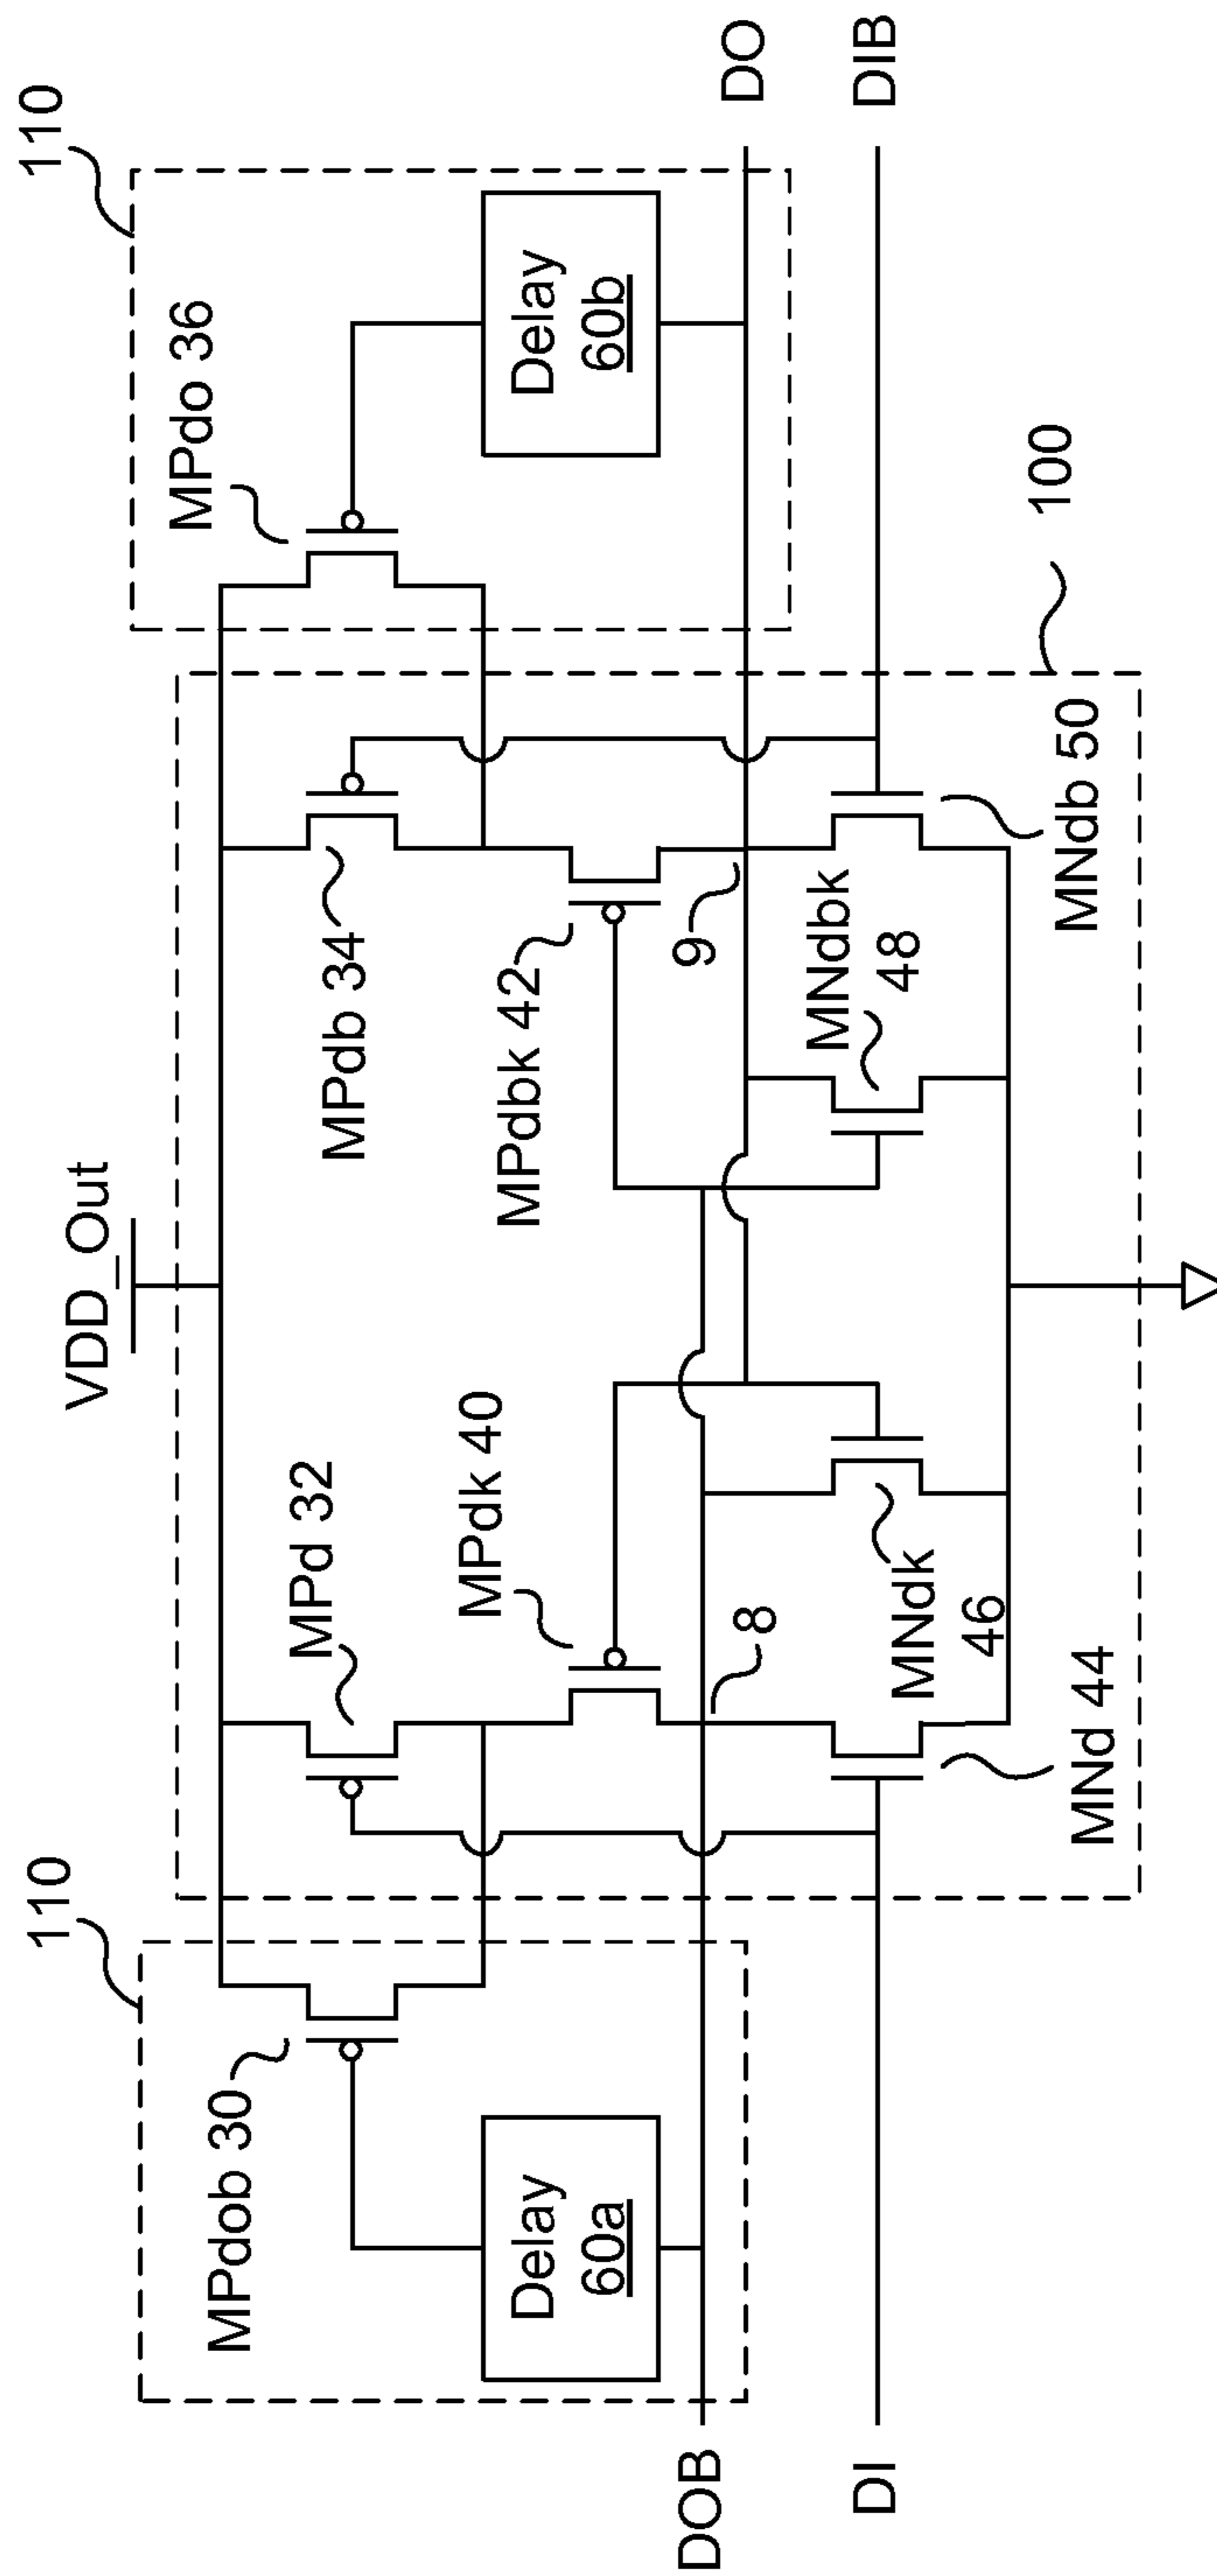 VDD_Out
110
110
MPdob 30
MPd 32
MPdb 34
MPdo 36
MPdk 40
MPdbk 42
Delay
60a
Delay
60b
8
9
DOB
DO
DI
DIB
MNd 44
MNdk
46
MNdbk
48
MNdb 50
100